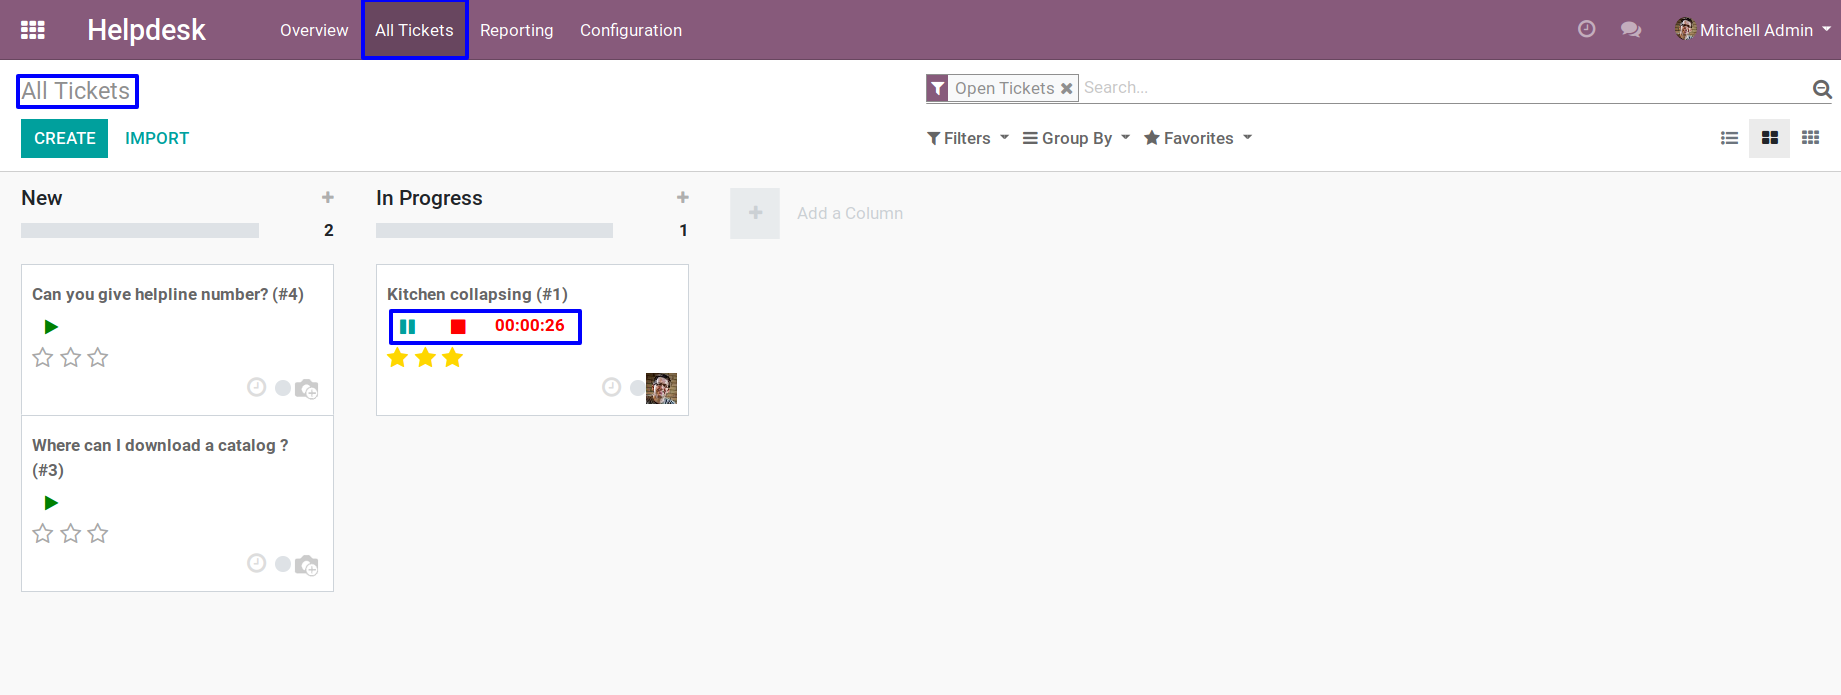 Helpdesk Overview All Tickets Reporting Configuration Mitchell Admin
All Tickets
Open Tickets Search...
CREATE IMPORT
Filters Group By Favorites
New
2
In Progress
1
Add a Column
Can you give helpline number? (#4)
Where can I download a catalog ?
(#3)
Kitchen collapsing (#1)
00:00:26